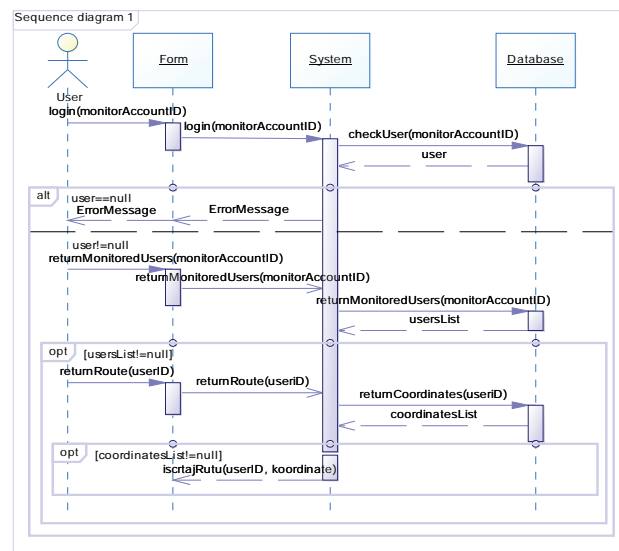 Sequence diagram 1
Form
System
Database
User
login(monitorAccountID)
login(monitorAccountID)
checkUser(monitorAccountID)
user
alt
user==null
ErrorMessage
ErrorMessage
user!=null
returnMonitoredUsers(monitorAccountID)
returnMonitoredUsers(monitorAccountID)
returnMonitoredUsers(monitorAccountID)
usersList
opt
[usersList!=null]
returnRoute(userID)
returnRoute(useriD)
returnCoordinates(useriD)
coordinatesList
opt
[coordinatesList!=null]
iscrtajRutu(userID, koordinate)